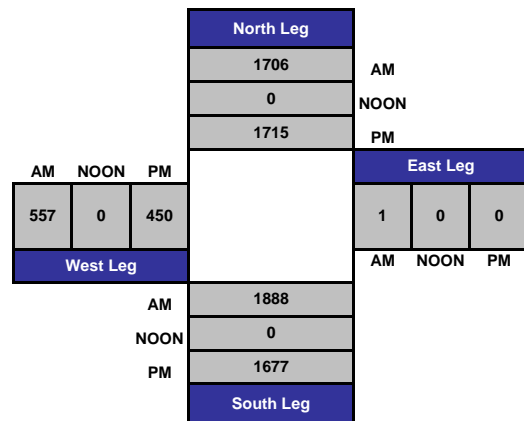 North Leg
1706 AM
0 NOON
1715 PM
AM NOON PM
East Leg
557 0 450
1 0 0
West Leg
AM NOON PM
AM 1888
NOON 0
PM 1677
South Leg